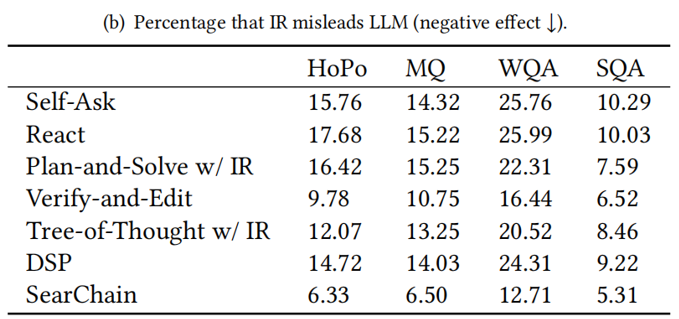 (b) Percentage that IR misleads LLM (negative effect ↓).
HoPo MQ WQA SQA
Self-Ask 15.76 14.32 25.76 10.29
React 17.68 15.22 25.99 10.03
Plan-and-Solve w/ IR 16.42 15.25 22.31 7.59
Verify-and-Edit 9.78 10.75 16.44 6.52
Tree-of-Thought w/ IR 12.07 13.25 20.52 8.46
DSP 14.72 14.03 24.31 9.22
SearChain 6.33 6.50 12.71 5.31